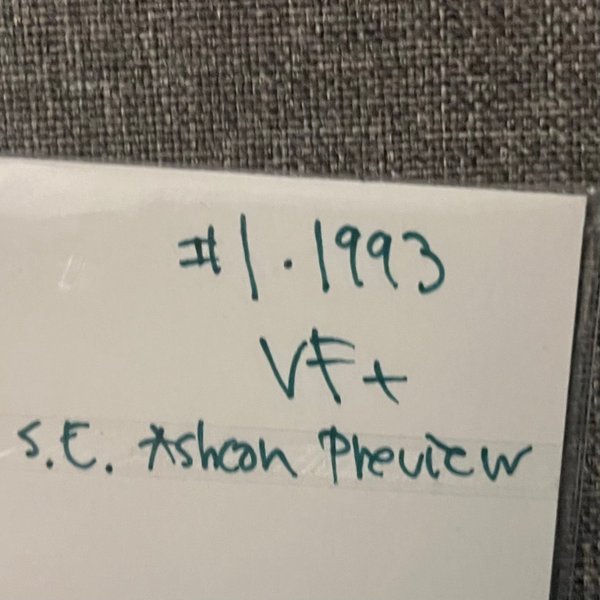 #1.1993
VF+
S.E. Ashcan Preview